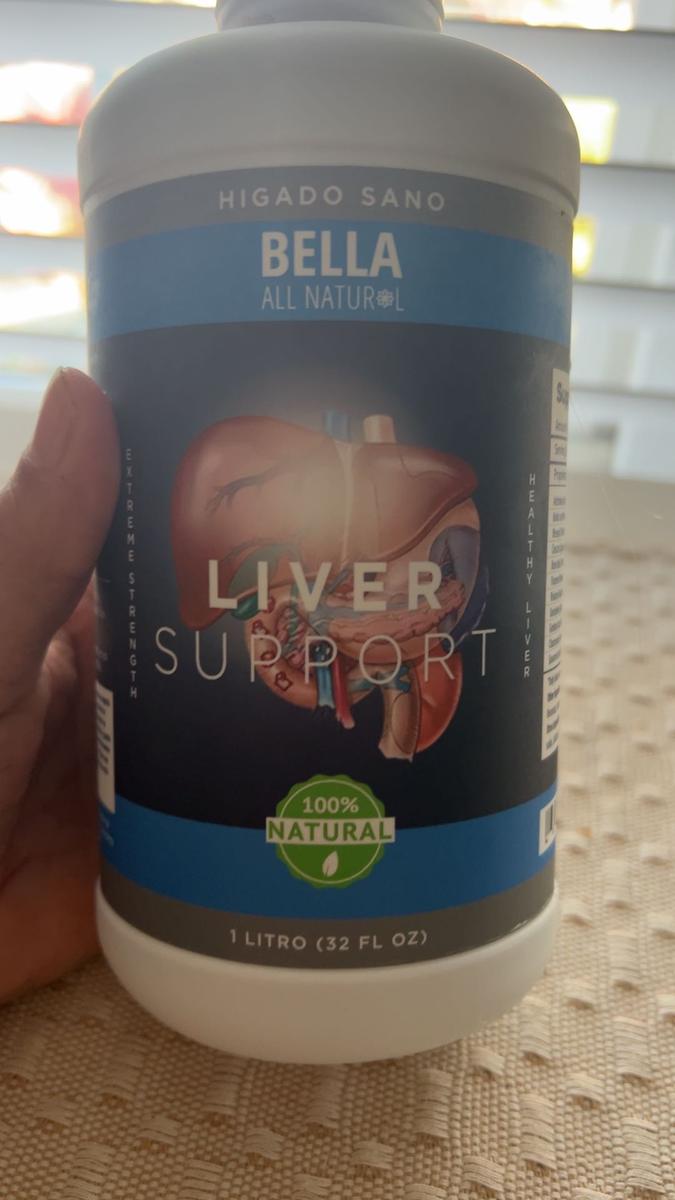 HIGADO SANO
BELLA
ALL NATURAL
EXTREME STRENGTH
HEALTHY LIVER
LIVER
SUPPORT
100%
NATURAL
1 LITRO (32 FL OZ)